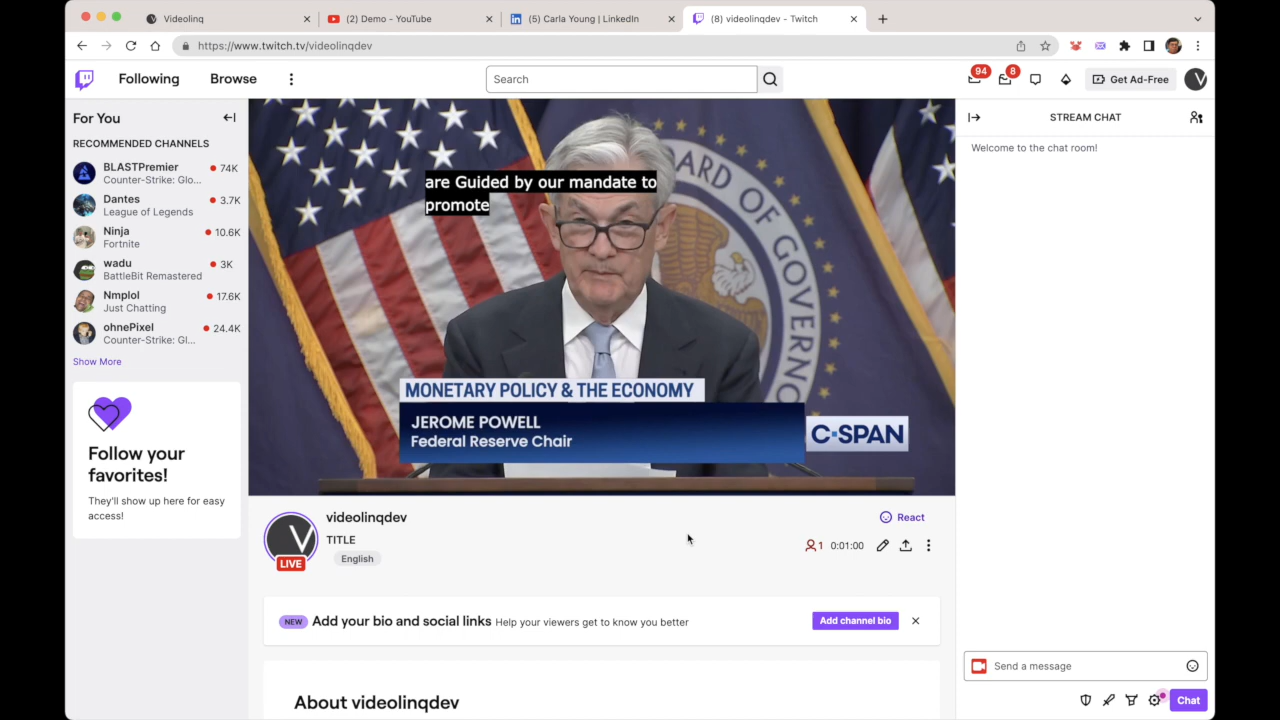 Videolinq
(2) Demo - YouTube
(5) Carla Young | LinkedIn
(8) videolinqdev - Twitch
https://www.twitch.tv/videolinqdev
Following
Browse
Search
94
8
Get Ad-Free
For You
RECOMMENDED CHANNELS
BLASTPremier
74K
Counter-Strike: Glo...
Dantes
3.7K
League of Legends
Ninja
10.6K
Fortnite
wadu
3K
BattleBit Remastered
Nmplol
17.6K
Just Chatting
ohnePixel
24.4K
Counter-Strike: Gl...
Show More
Follow your
favorites!
They'll show up here for easy
access!
are Guided by our mandate to
promote
BOARD OF GOVERNO
MONETARY POLICY & THE ECONOMY
JEROME POWELL
Federal Reserve Chair
C-SPAN
videolinqdev
TITLE
English
LIVE
React
1
0:01:00
NEW
Add your bio and social links Help your viewers get to know you better
Add channel bio
About videolinqdev
STREAM CHAT
Welcome to the chat room!
Send a message
Chat